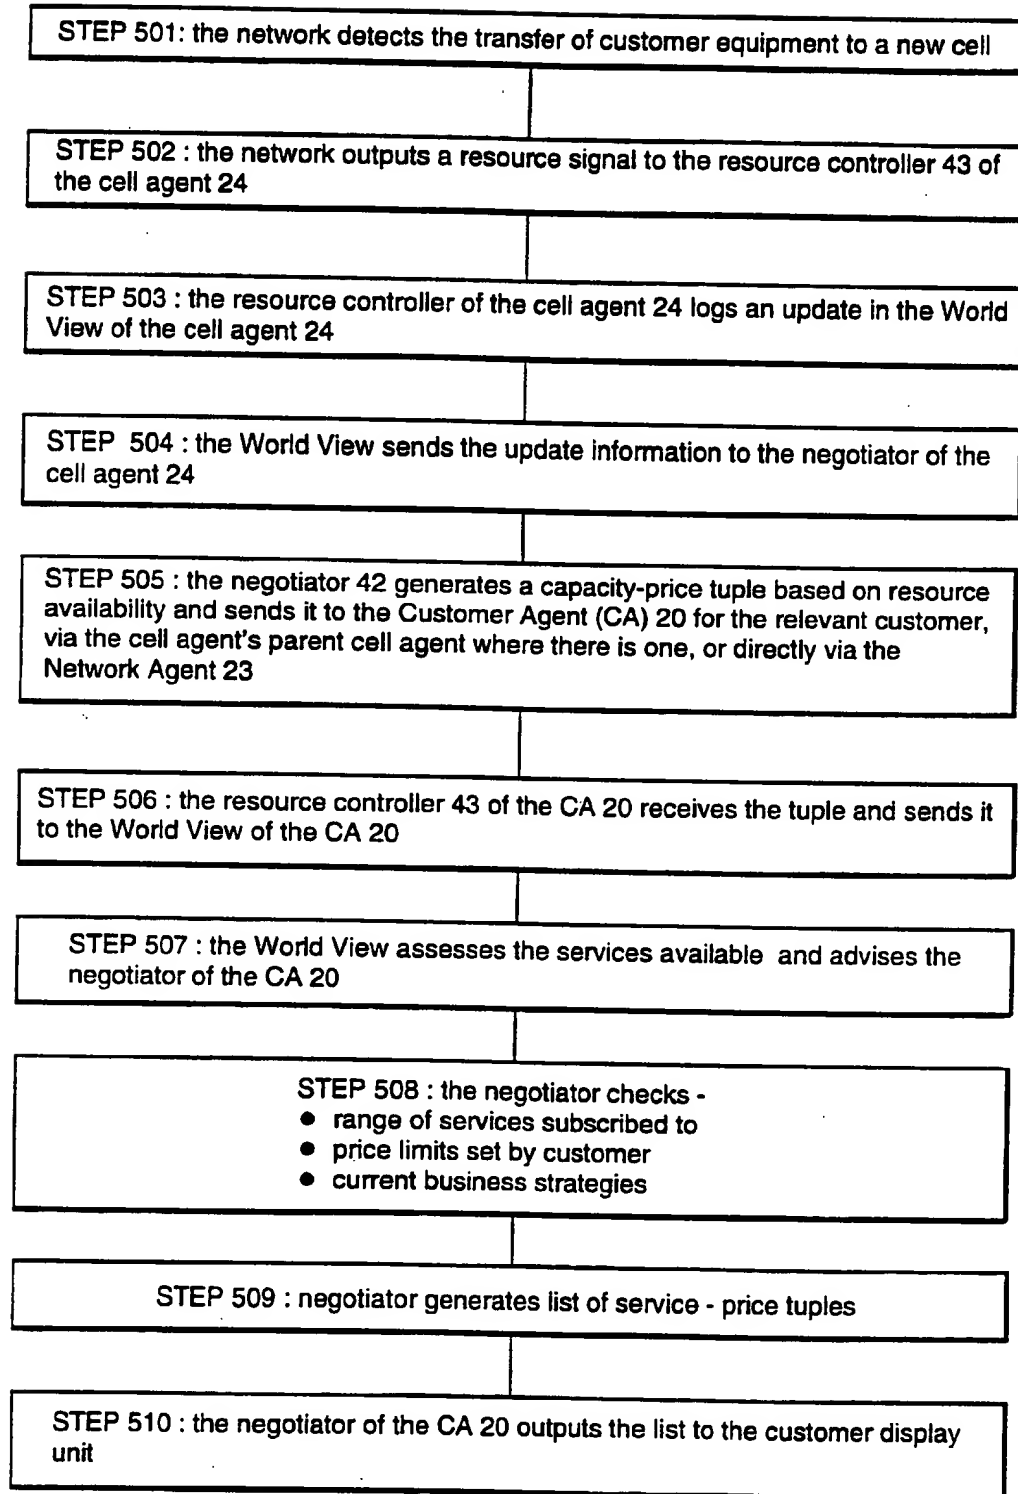 STEP 501: the network detects the transfer of customer equipment to a new cell
STEP 502 : the network outputs a resource signal to the resource controller 43 of
the cell agent 24
STEP 503 : the resource controller of the cell agent 24 logs an update in the World
View of the cell agent 24
STEP 504 : the World View sends the update information to the negotiator of the
cell agent 24
STEP 505 : the negotiator 42 generates a capacity-price tuple based on resource
availability and sends it to the Customer Agent (CA) 20 for the relevant customer,
via the cell agent's parent cell agent where there is one, or directly via the
Network Agent 23
STEP 506 : the resource controller 43 of the CA 20 receives the tuple and sends it
to the World View of the CA 20
STEP 507 : the World View assesses the services available and advises the
negotiator of the CA 20
STEP 508 : the negotiator checks -
● range of services subscribed to
● price limits set by customer
● current business strategies
STEP 509 : negotiator generates list of service - price tuples
STEP 510 : the negotiator of the CA 20 outputs the list to the customer display
unit